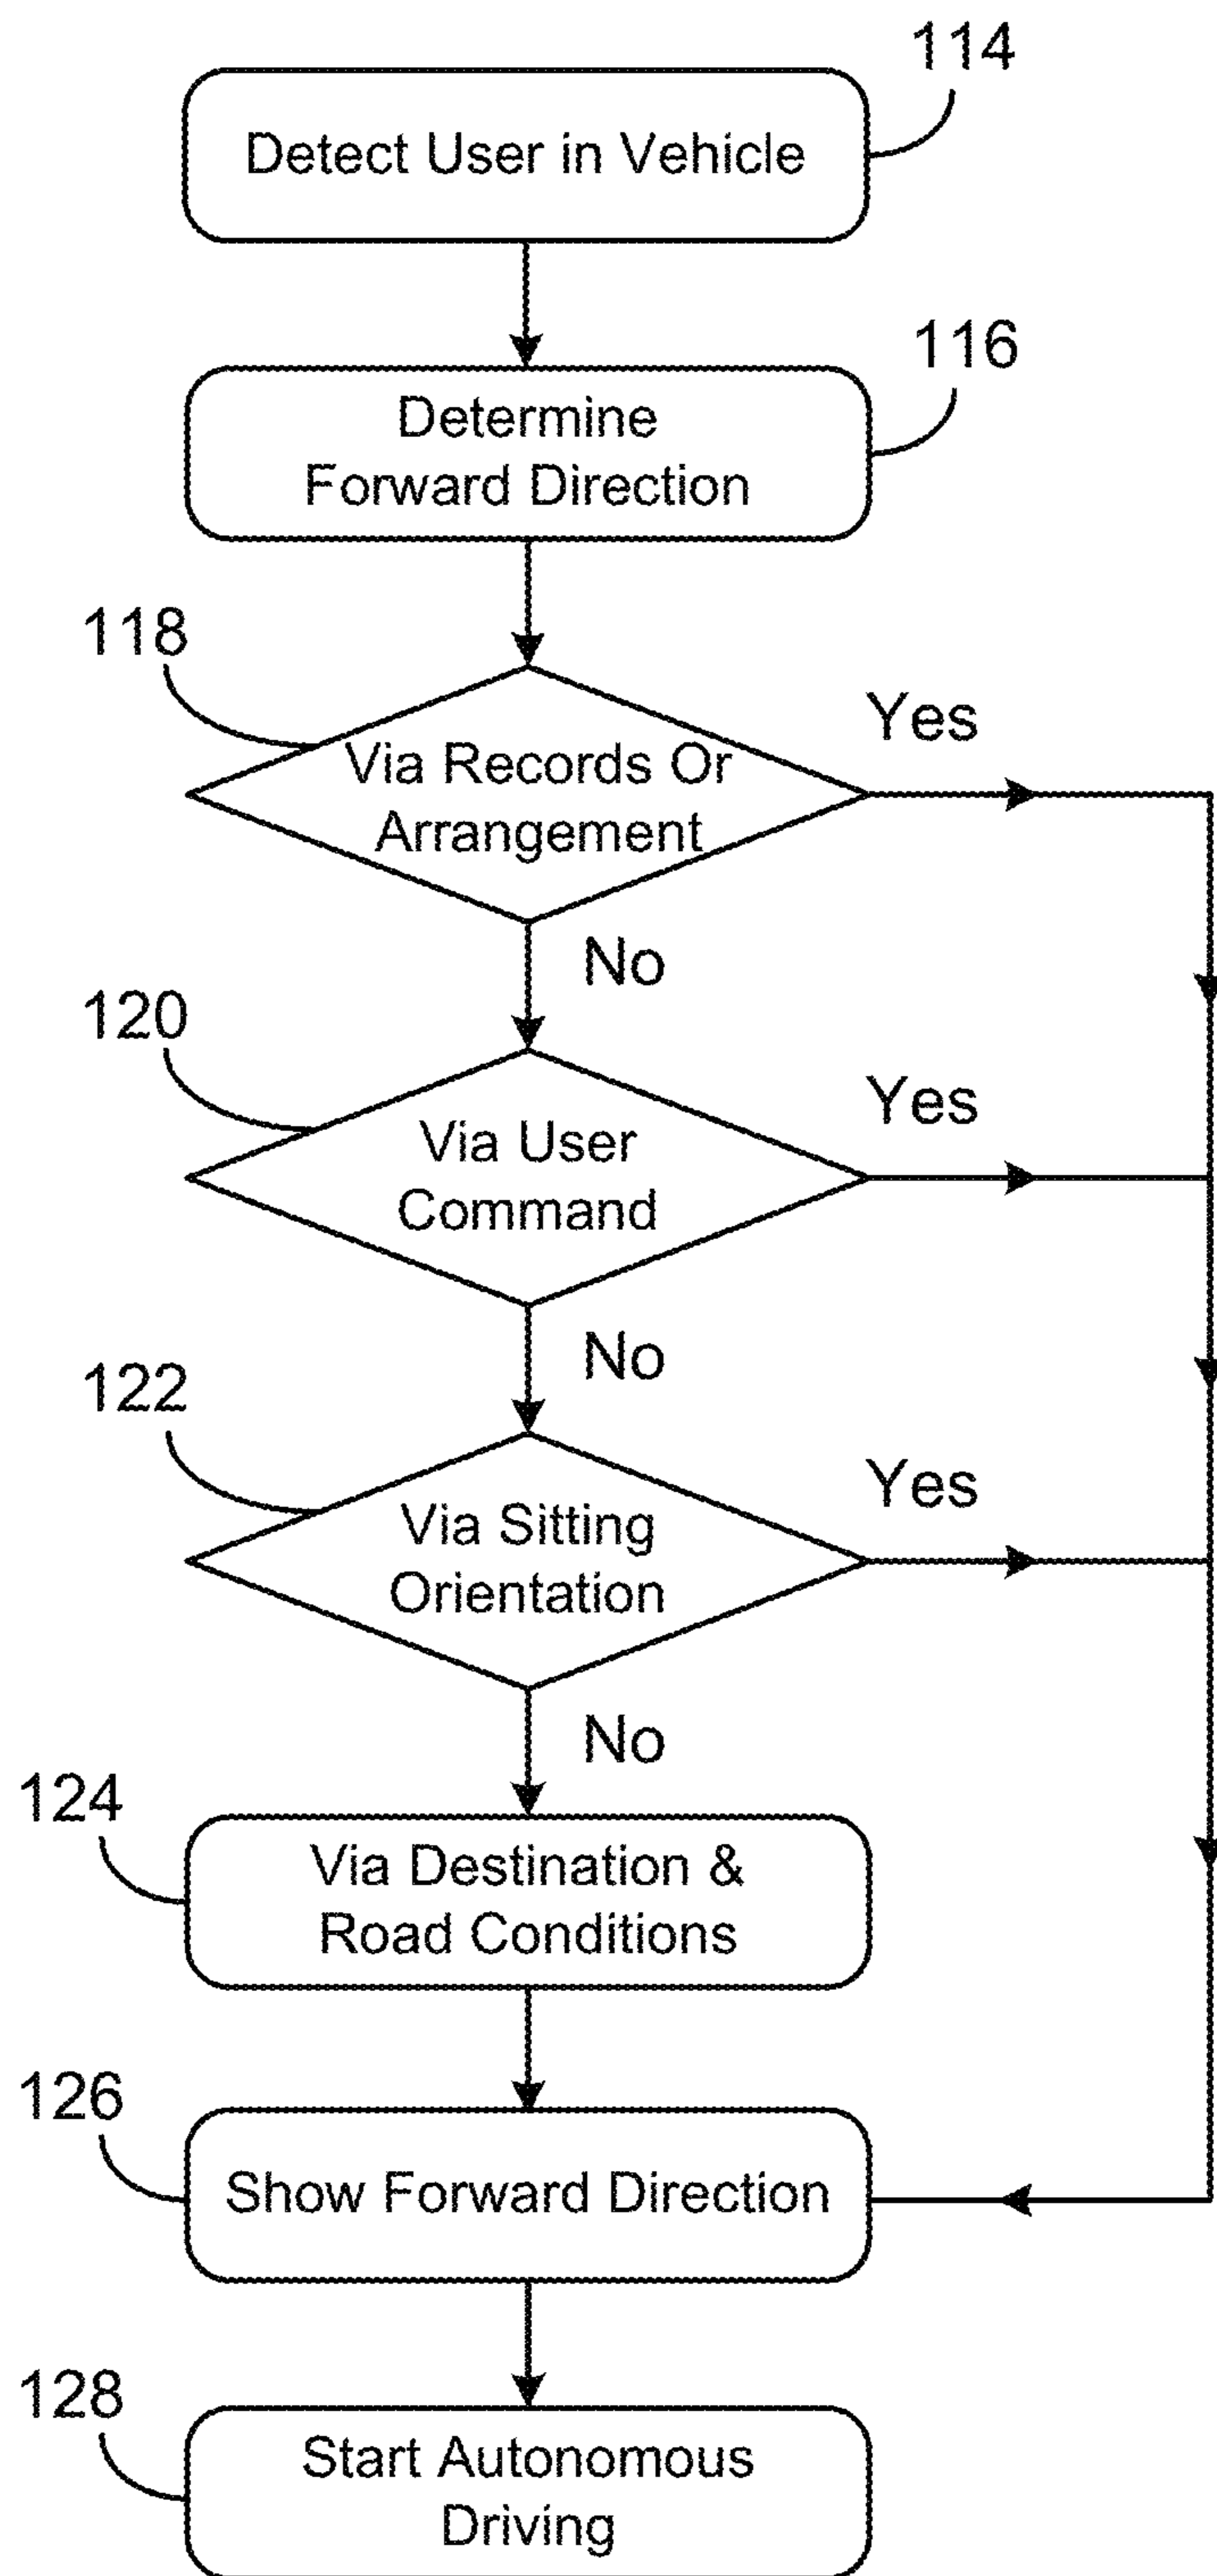 114
Detect User in Vehicle
116
Determine
Forward Direction
118
Yes
Via Records Or
Arrangement
No
120
Yes
Via User
Command
No
122
Yes
Via Sitting
Orientation
No
124
Via Destination &
Road Conditions
126
Show Forward Direction
128
Start Autonomous
Driving